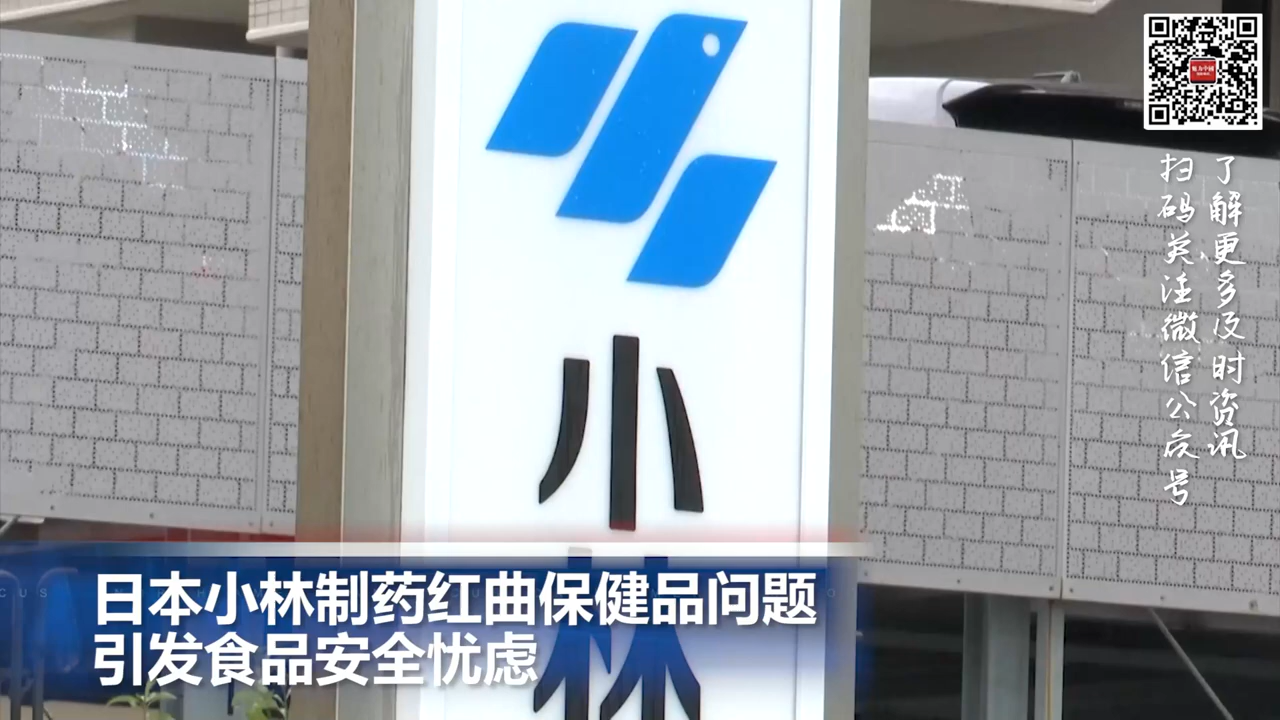 小林
日本小林制药红曲保健品问题
引发食品安全忧虑
了解更多及时资讯
扫码关注微信公众号